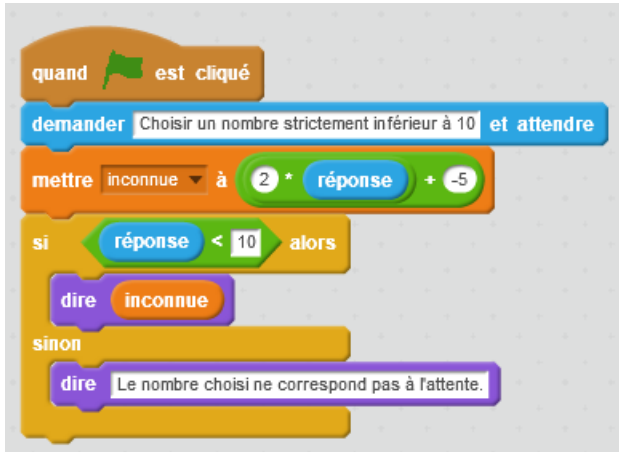 quand est cliqué
demander Choisir un nombre strictement inférieur à 10 et attendre
mettre inconnue à 2 * réponse + -5
si réponse < 10 alors
dire inconnue
sinon
dire Le nombre choisi ne correspond pas à l'attente.